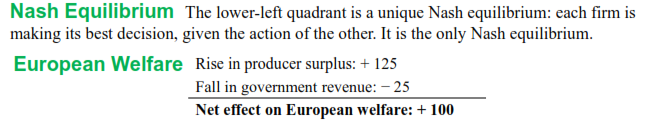 Nash Equilibrium The lower-left quadrant is a unique Nash equilibrium: each firm is
making its best decision, given the action of the other. It is the only Nash equilibrium.
European Welfare Rise in producer surplus: + 125
Fall in government revenue: − 25
Net effect on European welfare: + 100